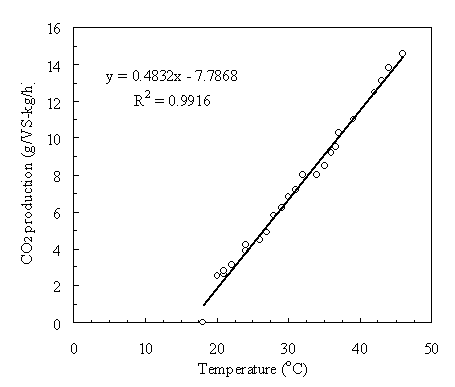 16
14
12
10
8
6
4
2
0
CO2 production (g/VS-kg/h)
y = 0.4832x - 7.7868
R² = 0.9916
0 10 20 30 40 50
Temperature (°C)